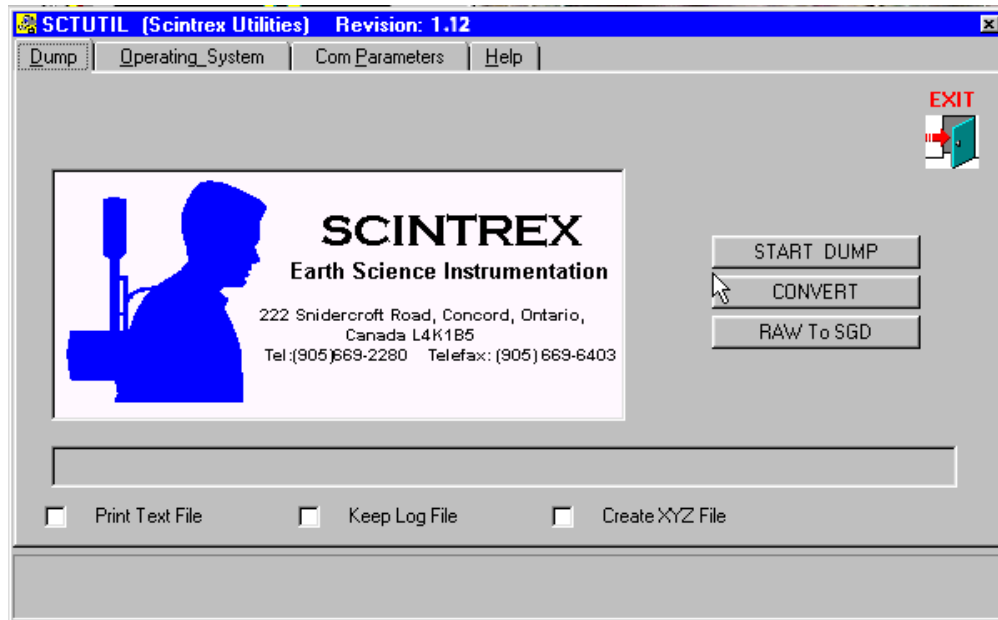 SCTUTIL (Scintrex Utilities) Revision: 1.12
Dump Operating_System Com Parameters Help
EXIT
SCINTREX
Earth Science Instrumentation
222 Snidercroft Road, Concord, Ontario,
Canada L4K1B5
Tel:(905)669-2280 Telefax: (905) 669-6403
START DUMP
CONVERT
RAW To SGD
Print Text File Keep Log File Create XYZ File